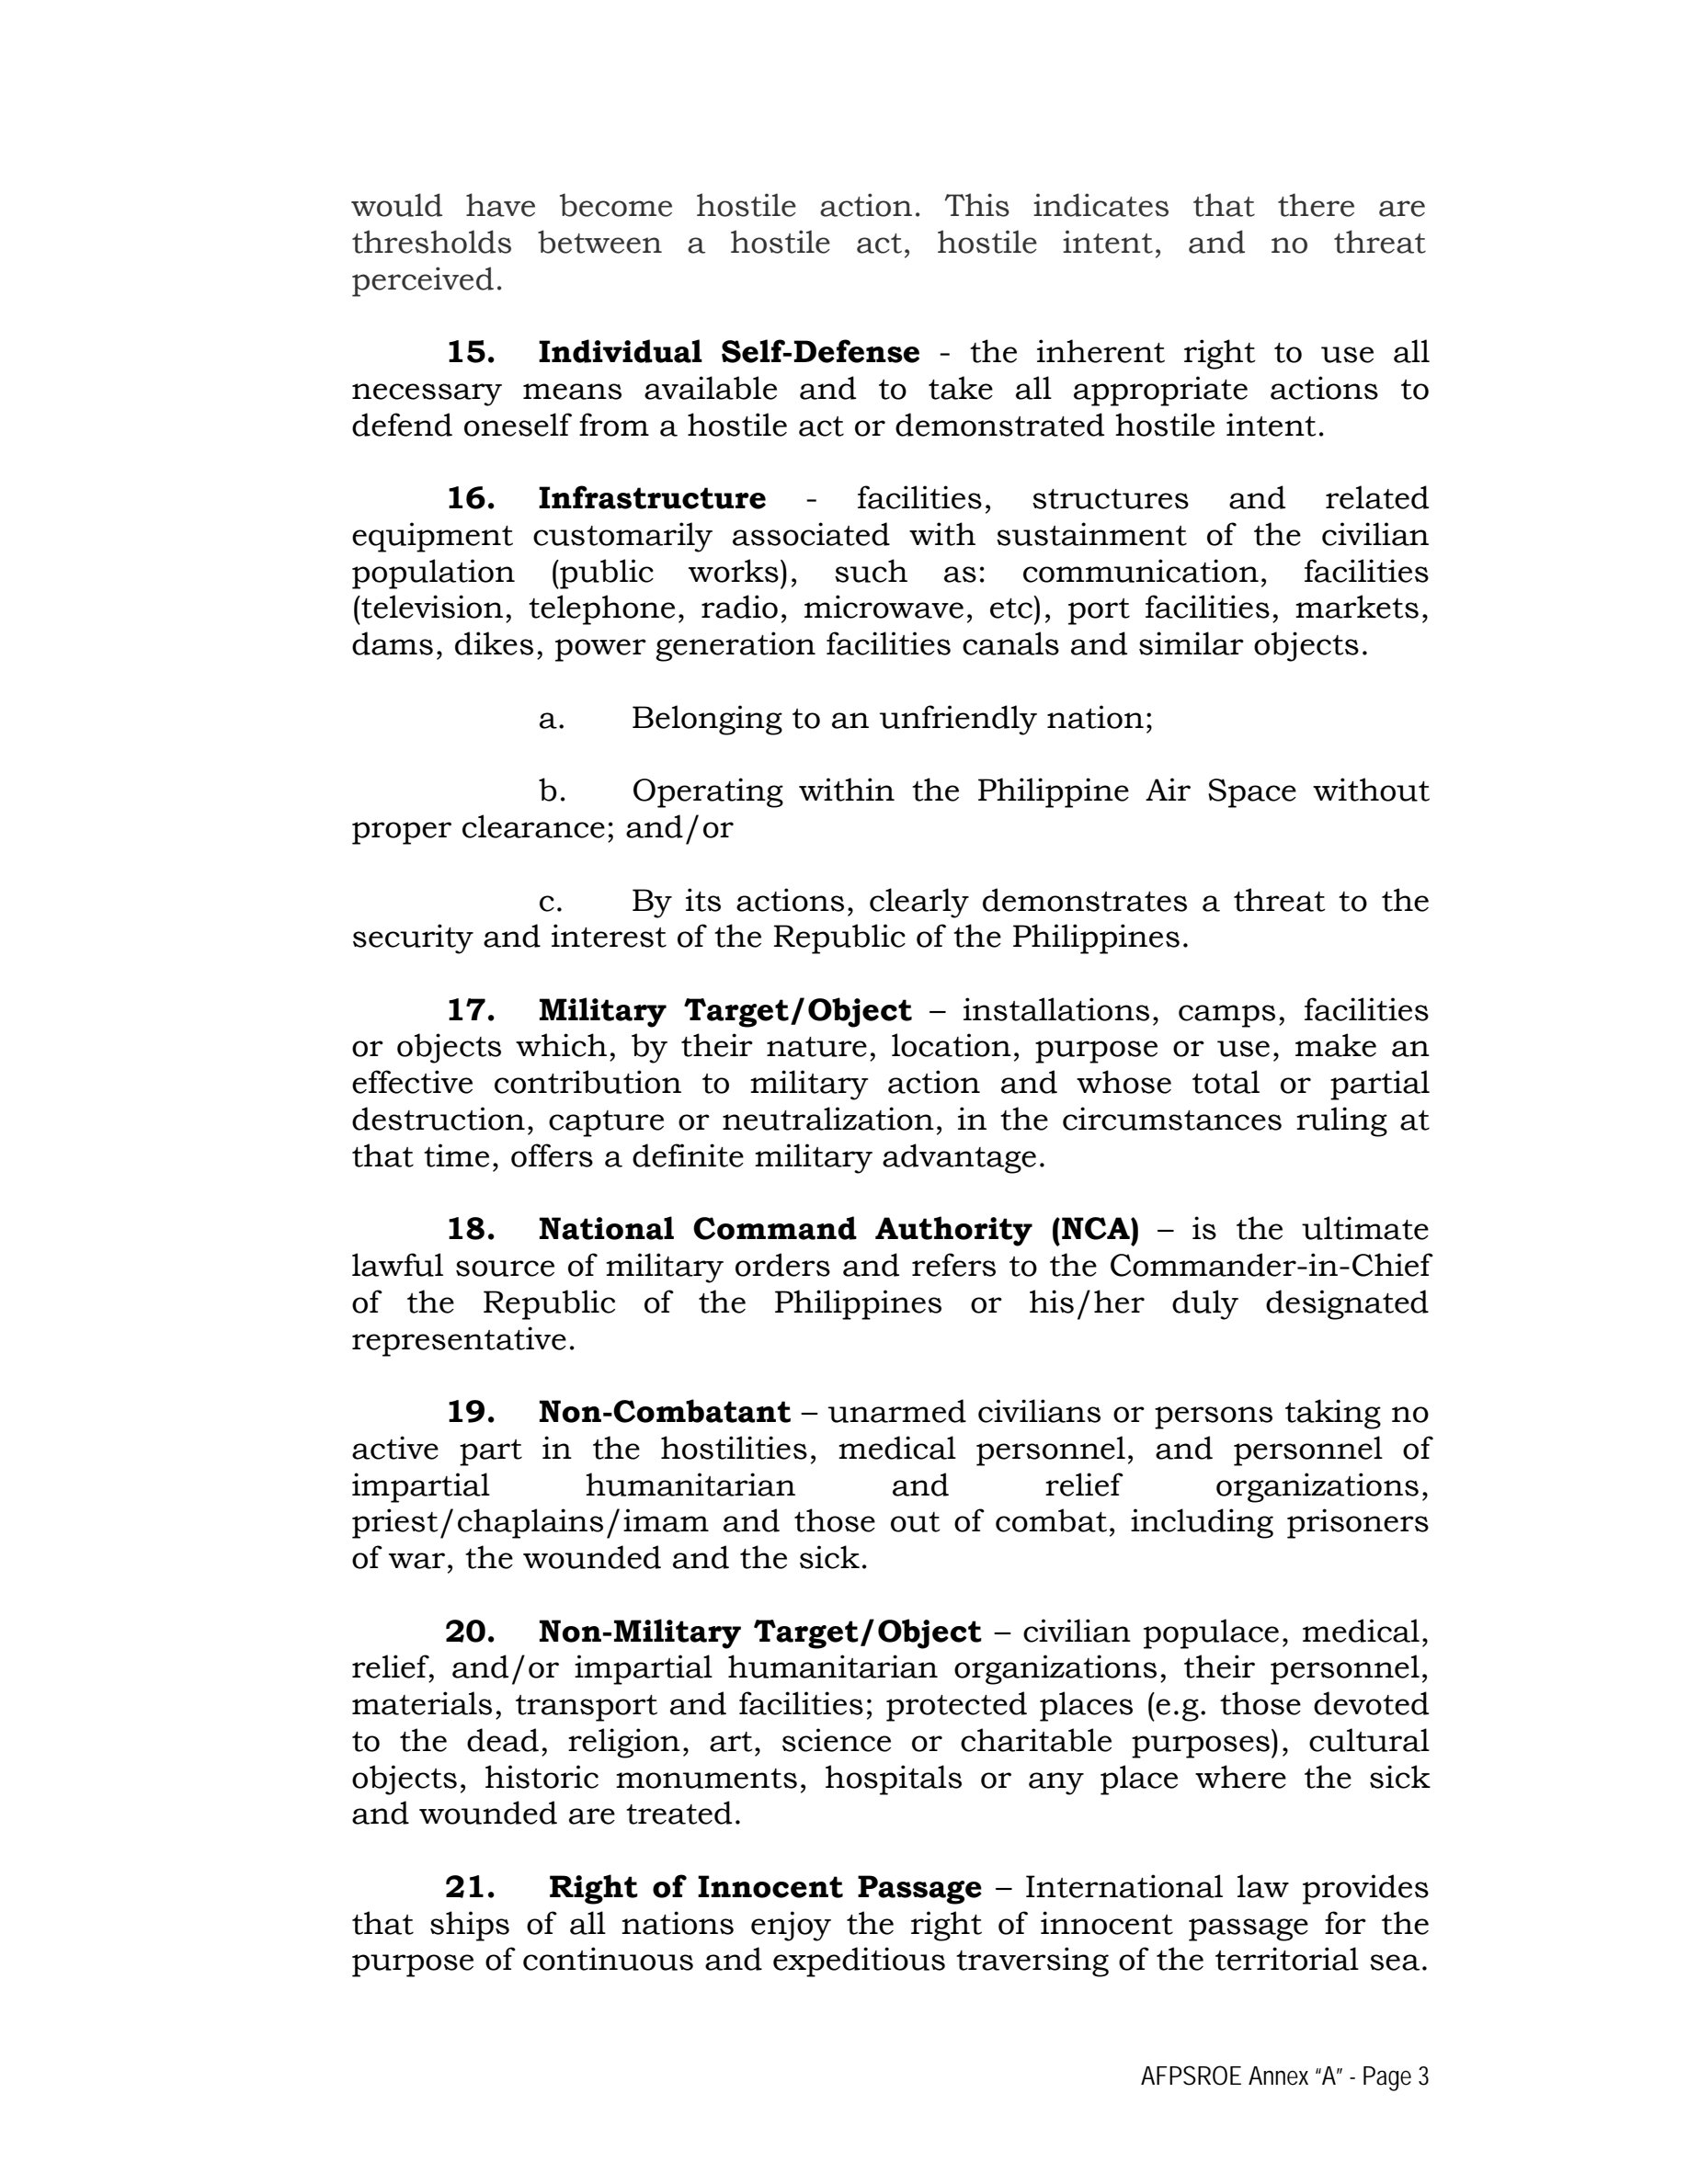 would have become hostile action. This indicates that there are
thresholds between a hostile act, hostile intent, and no threat
perceived.
15. Individual Self-Defense - the inherent right to use all
necessary means available and to take all appropriate actions to
defend oneself from a hostile act or demonstrated hostile intent.
16. Infrastructure - facilities, structures and related
equipment customarily associated with sustainment of the civilian
population (public works), such as: communication, facilities
(television, telephone, radio, microwave, etc), port facilities, markets,
dams, dikes, power generation facilities canals and similar objects.
a. Belonging to an unfriendly nation;
b. Operating within the Philippine Air Space without
proper clearance; and/or
c. By its actions, clearly demonstrates a threat to the
security and interest of the Republic of the Philippines.
17. Military Target/Object – installations, camps, facilities
or objects which, by their nature, location, purpose or use, make an
effective contribution to military action and whose total or partial
destruction, capture or neutralization, in the circumstances ruling at
that time, offers a definite military advantage.
18. National Command Authority (NCA) – is the ultimate
lawful source of military orders and refers to the Commander-in-Chief
of the Republic of the Philippines or his/her duly designated
representative.
19. Non-Combatant – unarmed civilians or persons taking no
active part in the hostilities, medical personnel, and personnel of
impartial humanitarian and relief organizations,
priest/chaplains/imam and those out of combat, including prisoners
of war, the wounded and the sick.
20. Non-Military Target/Object – civilian populace, medical,
relief, and/or impartial humanitarian organizations, their personnel,
materials, transport and facilities; protected places (e.g. those devoted
to the dead, religion, art, science or charitable purposes), cultural
objects, historic monuments, hospitals or any place where the sick
and wounded are treated.
21. Right of Innocent Passage – International law provides
that ships of all nations enjoy the right of innocent passage for the
purpose of continuous and expeditious traversing of the territorial sea.
AFPSROE Annex “A” - Page 3